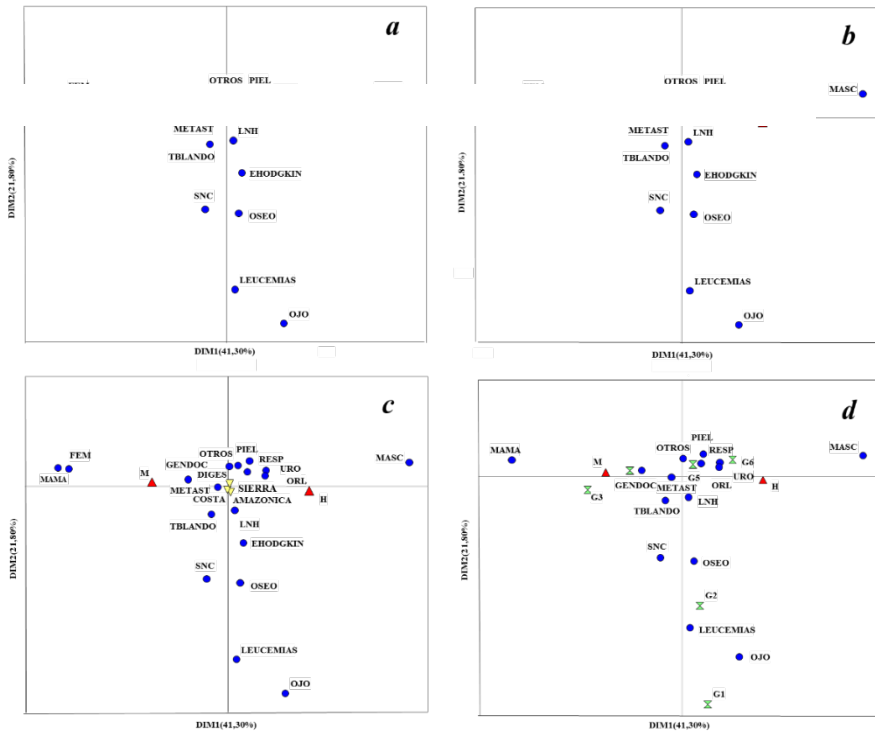 a
FEM
OTROS PIEL
METAST
LNH
TBLANDO
EHODGKIN
SNC
OSEO
LEUCEMIAS
OJO
DIM2(21,80%)
DIM1(41,30%)
b
OTROS PIEL
MASC
METAST
LNH
TBLANDO
EHODGKIN
SNC
OSEO
LEUCEMIAS
OJO
DIM2(21,80%)
DIM1(41,30%)
c
FEM
MAMA
M
GENDOC
OTROS
PIEL
RESP
MASC
DIGES
URO
METAST
SIERRA
ORL
COSTA
AMAZONICA
H
TBLANDO
LNH
EHODGKIN
SNC
OSEO
LEUCEMIAS
OJO
DIM2(21,80%)
DIM1(41,30%)
d
MAMA
PIEL
OTROS
RESP
G6
MASC
M
GENDOC
G5
URO
ORL
H
G3
METAST
TBLANDO
LNH
SNC
OSEO
G2
LEUCEMIAS
OJO
G1
DIM2(21,80%)
DIM1(41,30%)